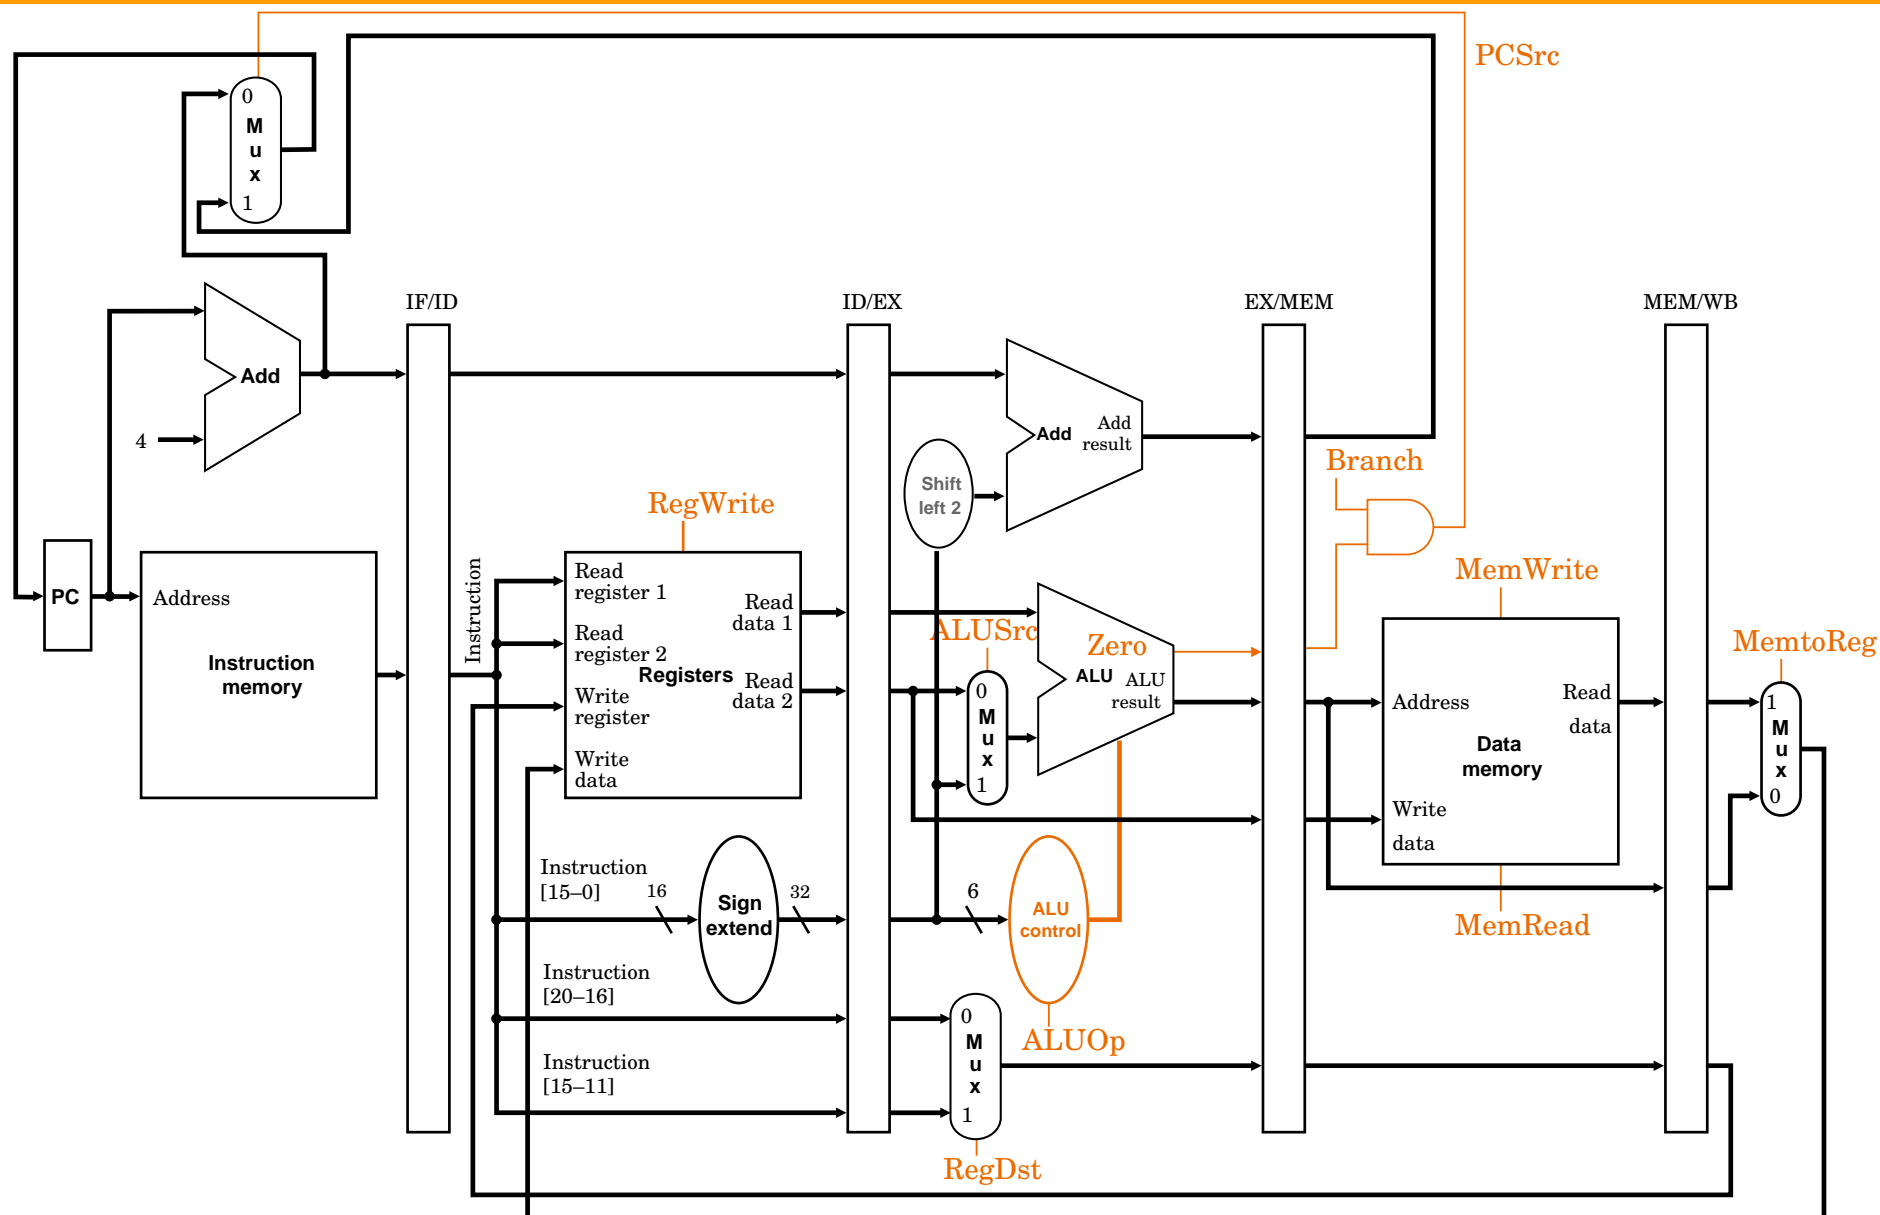 PCSrc
0
M
u
x
1
IF/ID
ID/EX
EX/MEM
MEM/WB
Add
4
Add
Add
result
Shift
left 2
Branch
RegWrite
PC
Address
Instruction
memory
Instruction
Read
register 1
Read
register 2
Write
register
Write
data
Registers
Read
data 1
Read
data 2
ALUSrc
0
M
u
x
1
Zero
ALU
ALU
result
MemWrite
Address
Read
data
Data
memory
Write
data
MemRead
MemtoReg
1
M
u
x
0
Instruction
[15–0]
16
Sign
extend
32
6
ALU
control
ALUOp
Instruction
[20–16]
Instruction
[15–11]
0
M
u
x
1
RegDst